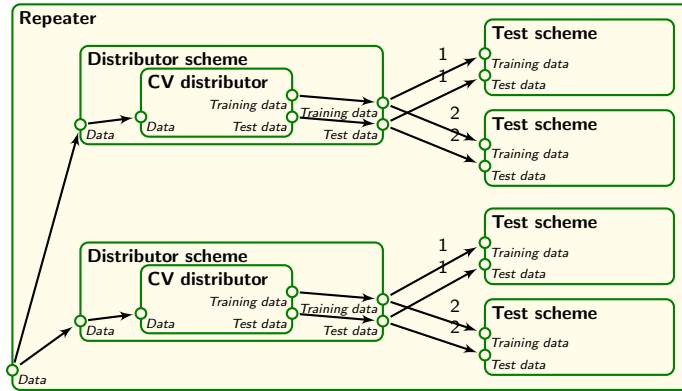 Repeater
Distributor scheme
CV distributor
Training data
Training data
Data
Data
Test data
Test data
1
1
2
2
Test scheme
Training data
Test data
Test scheme
Training data
Test data
Distributor scheme
CV distributor
Training data
Training data
Data
Data
Test data
Test data
1
1
2
2
Test scheme
Training data
Test data
Test scheme
Training data
Test data
Data